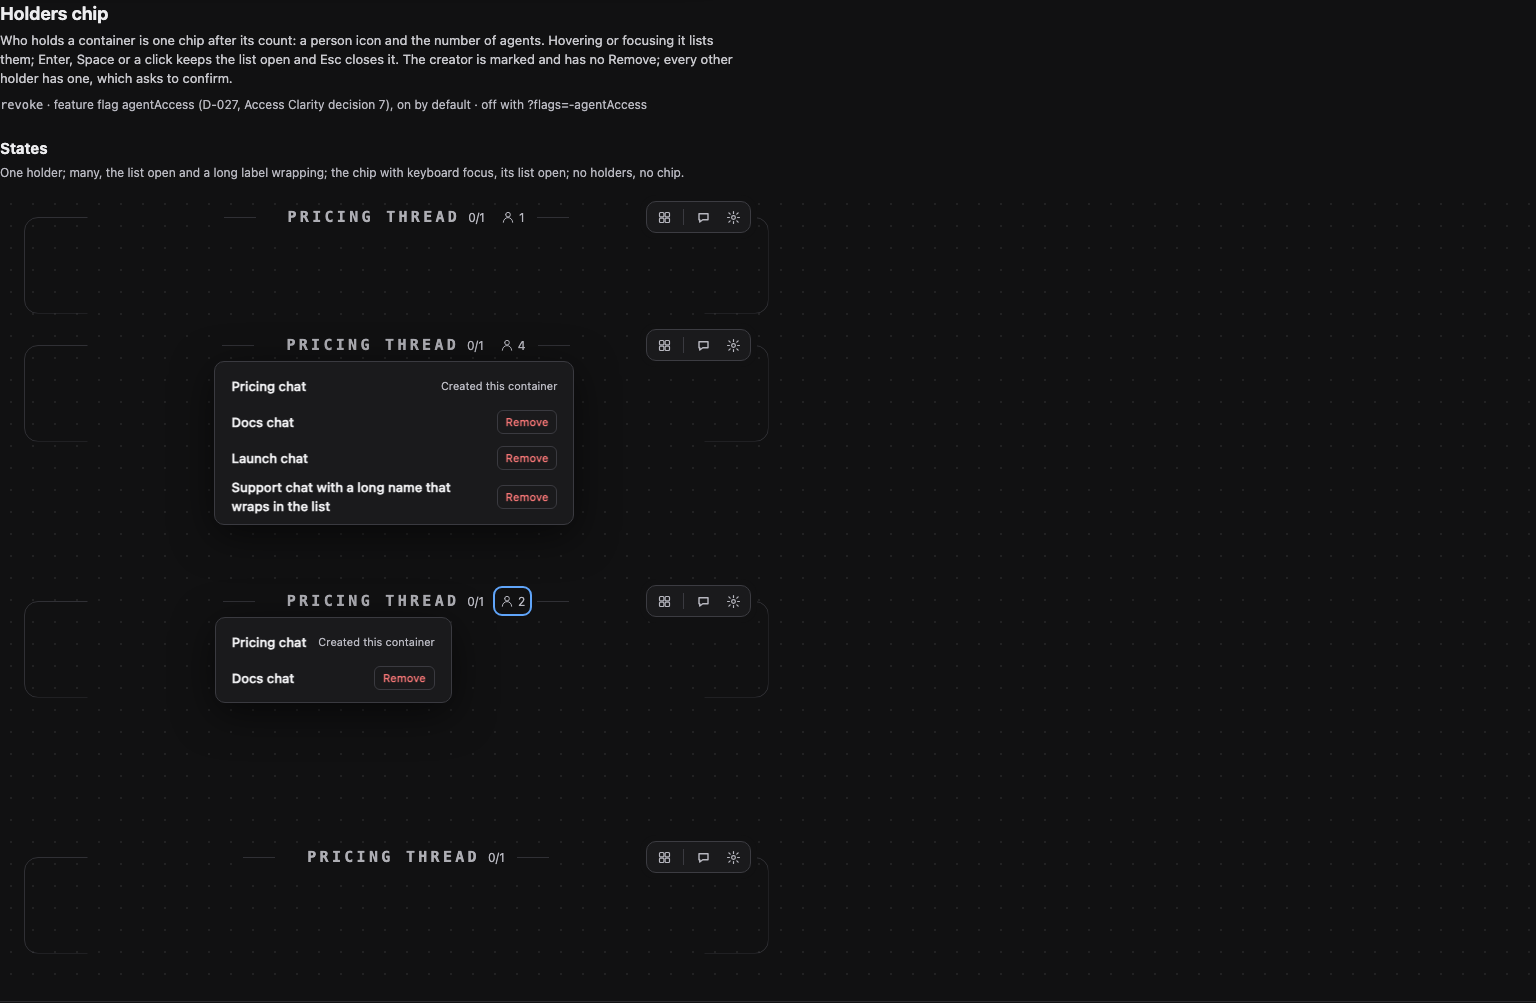 Holders chip
Who holds a container is one chip after its count: a person icon and the number of agents. Hovering or focusing it lists
them; Enter, Space or a click keeps the list open and Esc closes it. The creator is marked and has no Remove; every other
holder has one, which asks to confirm.
revoke · feature flag agentAccess (D-027, Access Clarity decision 7), on by default · off with ?flags=-agentAccess
States
One holder; many, the list open and a long label wrapping; the chip with keyboard focus, its list open; no holders, no chip.
PRICING THREAD 0/1 1
PRICING THREAD 0/1 4
Pricing chat Created this container
Docs chat Remove
Launch chat Remove
Support chat with a long name that
wraps in the list Remove
PRICING THREAD 0/1 2
Pricing chat Created this container
Docs chat Remove
PRICING THREAD 0/1